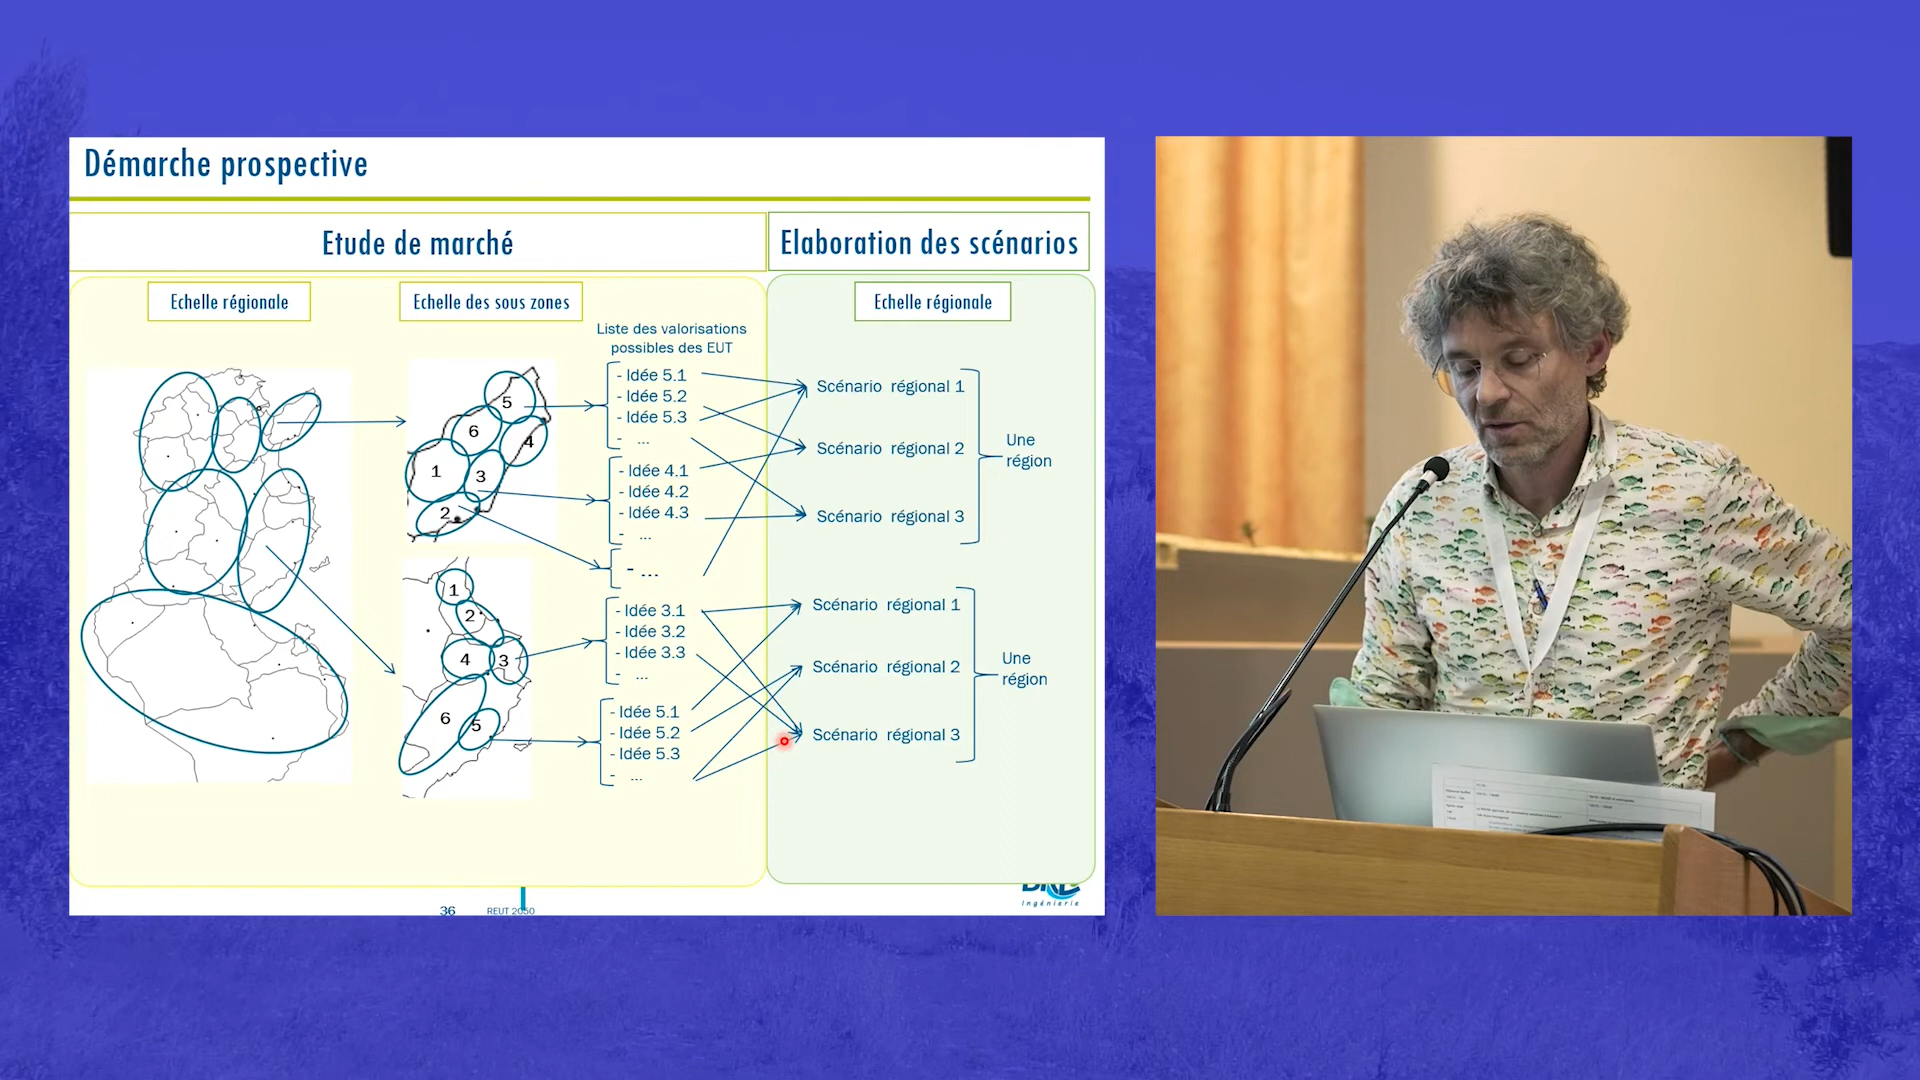 Démarche prospective
Etude de marché
Elaboration des scénarios
Echelle régionale
Echelle des sous zones
Echelle régionale
Liste des valorisations
possibles des EUT
5
6
4
1
3
2
- Idée 5.1
- Idée 5.2
- Idée 5.3
- ...
- Idée 4.1
- Idée 4.2
- Idée 4.3
- ...
- ...
Scénario régional 1
Scénario régional 2
Scénario régional 3
Une
région
1
2
4
3
6
5
- Idée 3.1
- Idée 3.2
- Idée 3.3
- ...
- Idée 5.1
- Idée 5.2
- Idée 5.3
- ...
Scénario régional 1
Scénario régional 2
Scénario régional 3
Une
région
36
REUT 2050
Ingénierie